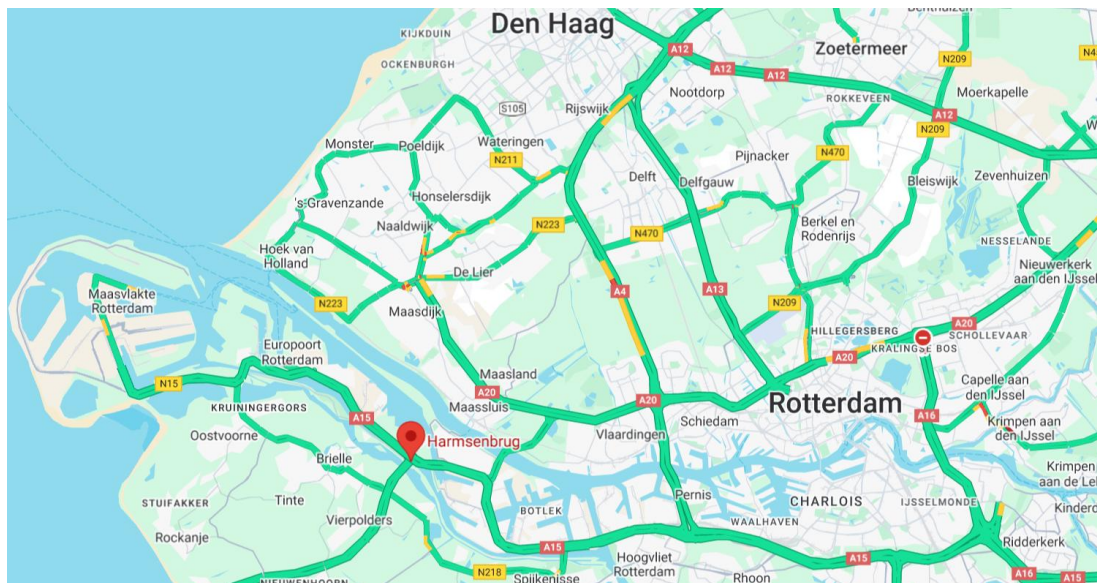 KIJKDUIN
Den Haag
Benthuizen
OCKENBURGH
A12
Zoetermeer
N209
A12
A12
Nootdorp
ROKKEVEEN
Moerkapelle
S105
Rijswijk
A12
N209
Monster
Poeldijk
Wateringen
N211
Pijnacker
N470
Zevenhuizen
Delft
Delfgauw
Bleiswijk
Honselersdijk
's-Gravenzande
Naaldwijk
N223
N470
Berkel en
Rodenrijs
NESSELANDE
Hoek van
Holland
De Lier
Nieuwerkerk
aan den IJssel
Maasvlakte
Rotterdam
N223
Maasdijk
A4
A13
N209
HILLEGERSBERG
A20
SCHOLLEVAAR
KRALINGSE BOS
A20
Europoort
Rotterdam
N15
Maasland
A20
Maassluis
A20
Schiedam
Rotterdam
Capelle aan
den IJssel
KRUININGERGORS
A15
A16
Krimpen aan
den IJssel
Oostvoorne
Harmsenbrug
Vlaardingen
Brielle
Krimpen
aan de Le
STUIFAKKER
Tinte
Pernis
CHARLOIS
IJSSELMONDE
Kinderd
Rockanje
Vierpolders
BOTLEK
WAALHAVEN
A15
Ridderkerk
Hoogvliet
Rotterdam
A15
A16
A15
NIEUWENHOORN
N218
Spijkenisse
Rhoon